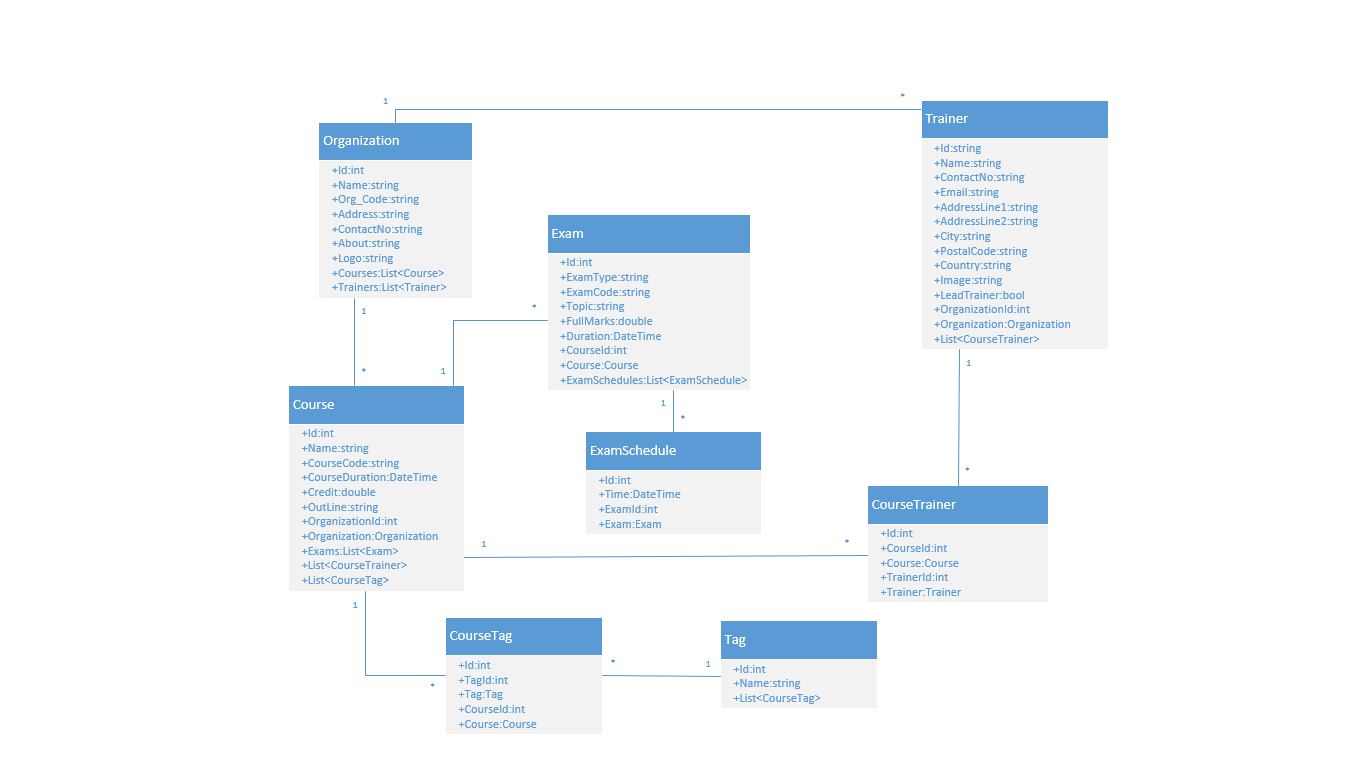 1
*
Organization
+Id:int
+Name:string
+Org_Code:string
+Address:string
+ContactNo:string
+About:string
+Logo:string
+Courses:List<Course>
+Trainers:List<Trainer>
Trainer
+Id:string
+Name:string
+ContactNo:string
+Email:string
+AddressLine1:string
+AddressLine2:string
+City:string
+PostalCode:string
+Country:string
+Image:string
+LeadTrainer:bool
+OrganizationId:int
+Organization:Organization
+List<CourseTrainer>
Exam
+Id:int
+ExamType:string
+ExamCode:string
+Topic:string
+FullMarks:double
+Duration:DateTime
+CourseId:int
+Course:Course
+ExamSchedules:List<ExamSchedule>
1
*
*
1
1
*
1
*
Course
+Id:int
+Name:string
+CourseCode:string
+CourseDuration:DateTime
+Credit:double
+OutLine:string
+OrganizationId:int
+Organization:Organization
+Exams:List<Exam>
+List<CourseTrainer>
+List<CourseTag>
ExamSchedule
+Id:int
+Time:DateTime
+ExamId:int
+Exam:Exam
CourseTrainer
+Id:int
+CourseId:int
+Course:Course
+TrainerId:int
+Trainer:Trainer
1
*
1
*
CourseTag
+Id:int
+TagId:int
+Tag:Tag
+CourseId:int
+Course:Course
*
1
Tag
+Id:int
+Name:string
+List<CourseTag>